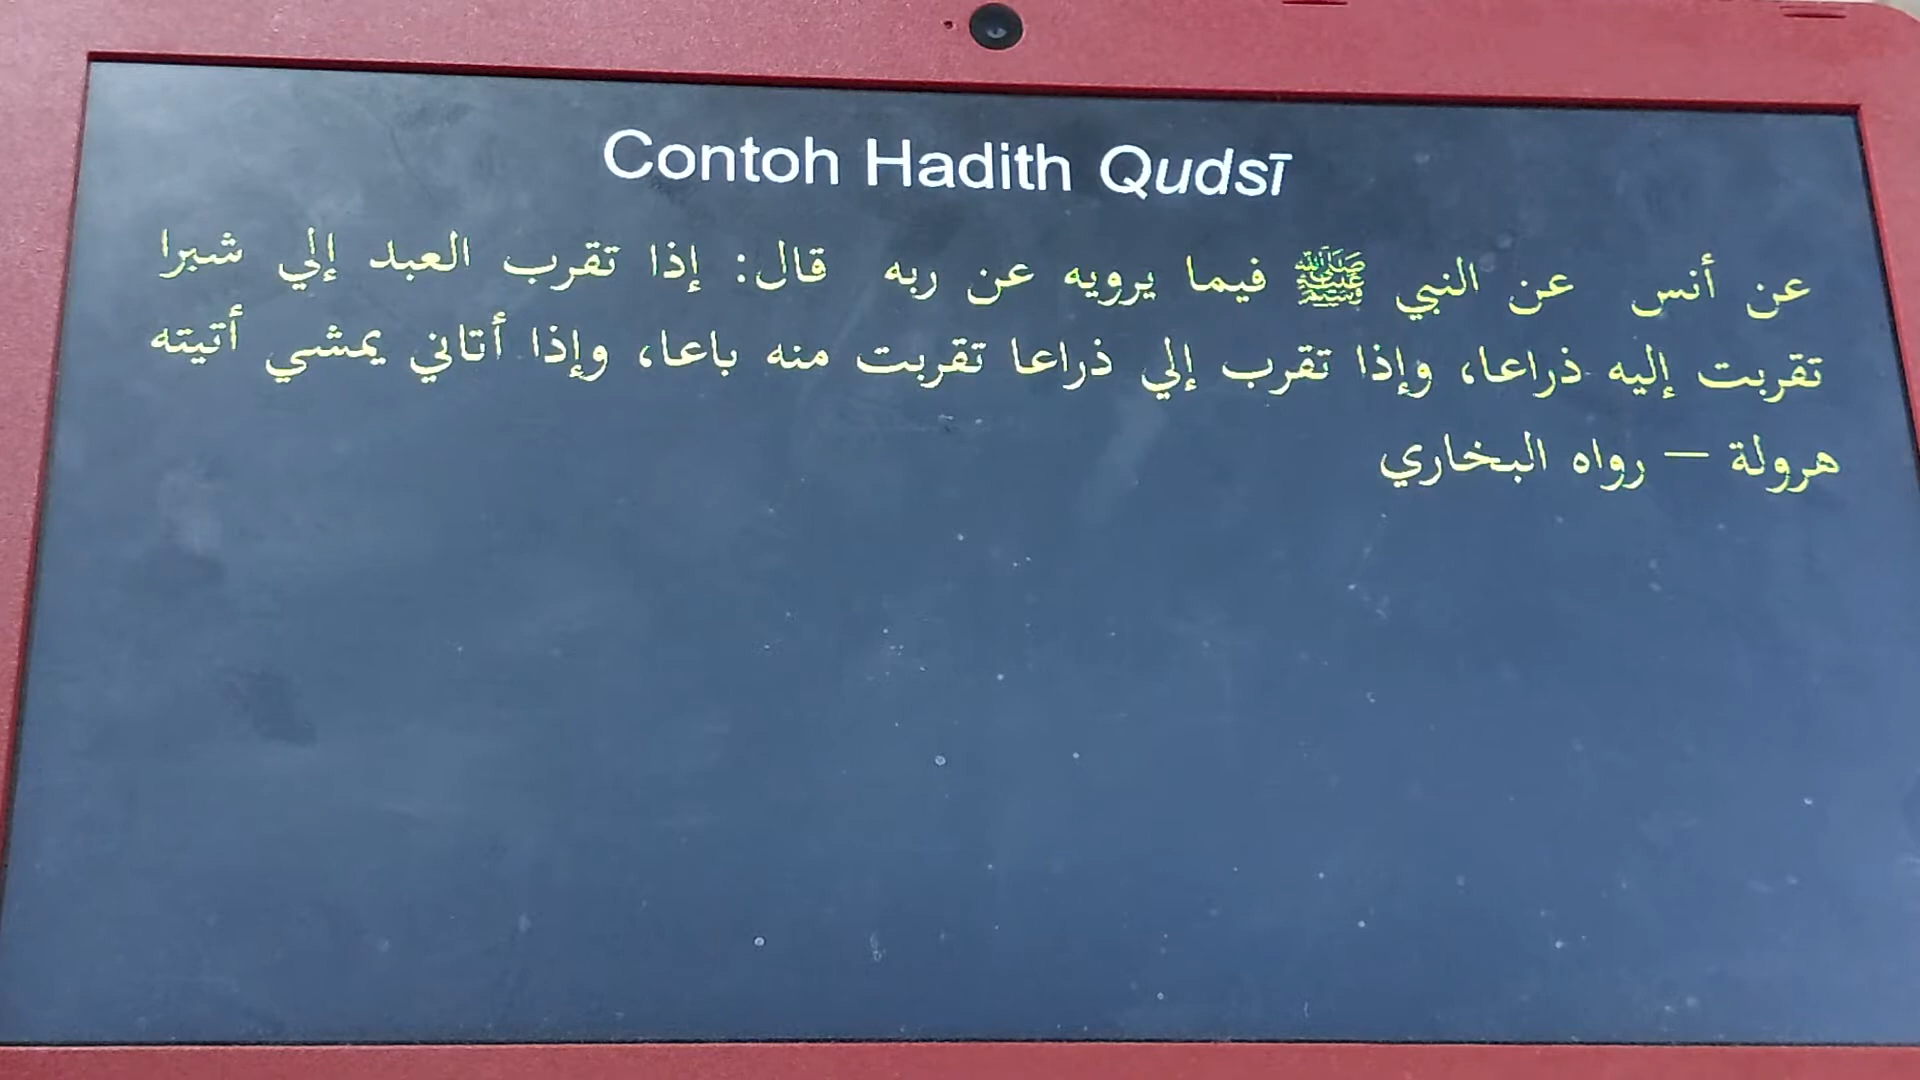 Contoh Hadith Qudsī
عن أنس عن النبي ﷺ فيما يرويه عن ربه قال: إذا تقرب العبد إلي شبرا
تقربت إليه ذراعا، وإذا تقرب إلي ذراعا تقربت منه باعا، وإذا أتاني يمشي أتيته
هرولة – رواه البخاري